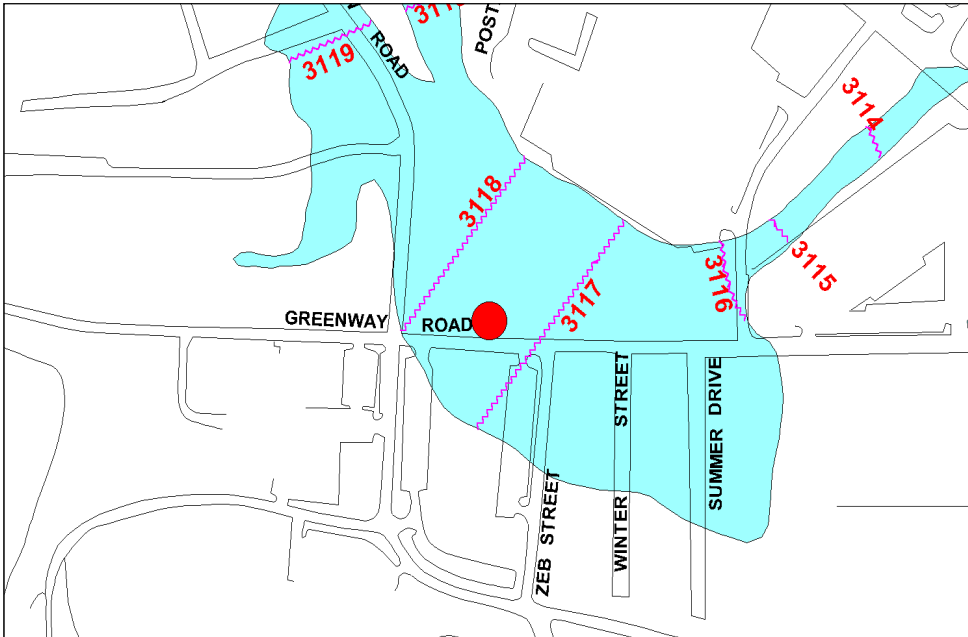 3119
ROAD
POST
3114
3118
3117
3116
3115
GREENWAY ROAD
ZEB STREET
WINTER STREET
SUMMER DRIVE